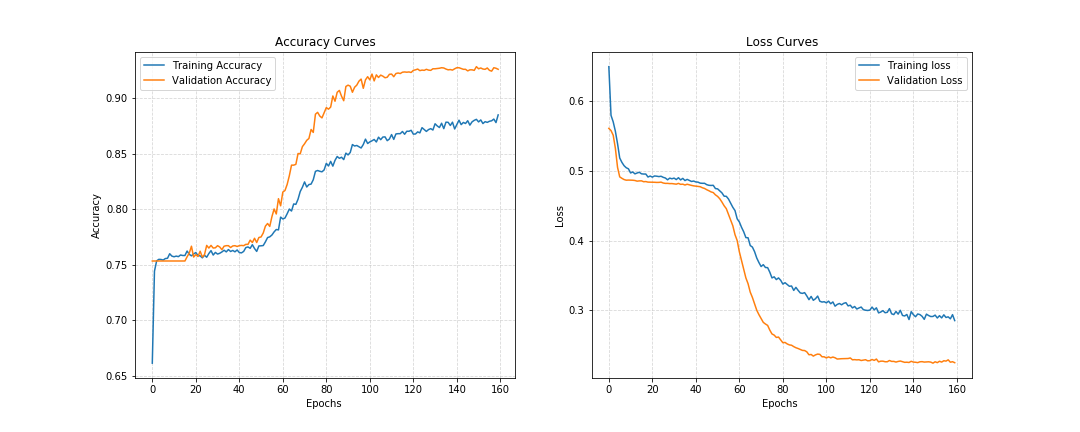 Accuracy Curves
Training Accuracy
Validation Accuracy
0.90
0.85
0.80
0.75
0.70
0.65
Accuracy
0 20 40 60 80 100 120 140 160
Epochs
Loss Curves
Training loss
Validation Loss
0.6
0.5
0.4
0.3
Loss
0 20 40 60 80 100 120 140 160
Epochs